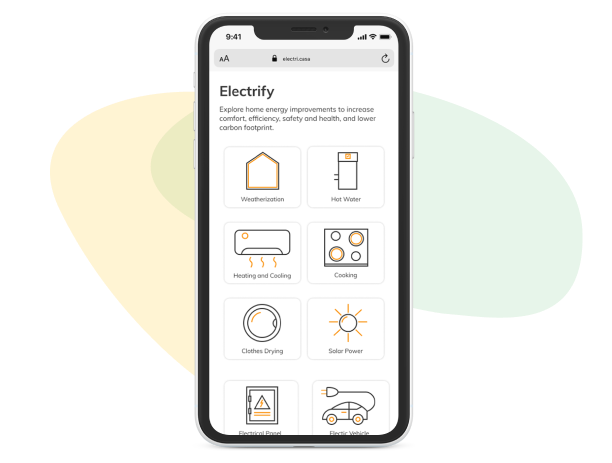 9:41
AA
electri.casa
Electrify
Explore home energy improvements to increase
comfort, efficiency, safety and health, and lower
carbon footprint.
Weatherization
Hot Water
Heating and Cooling
Cooking
Clothes Drying
Solar Power
Electrical Panel
Electic Vehicle